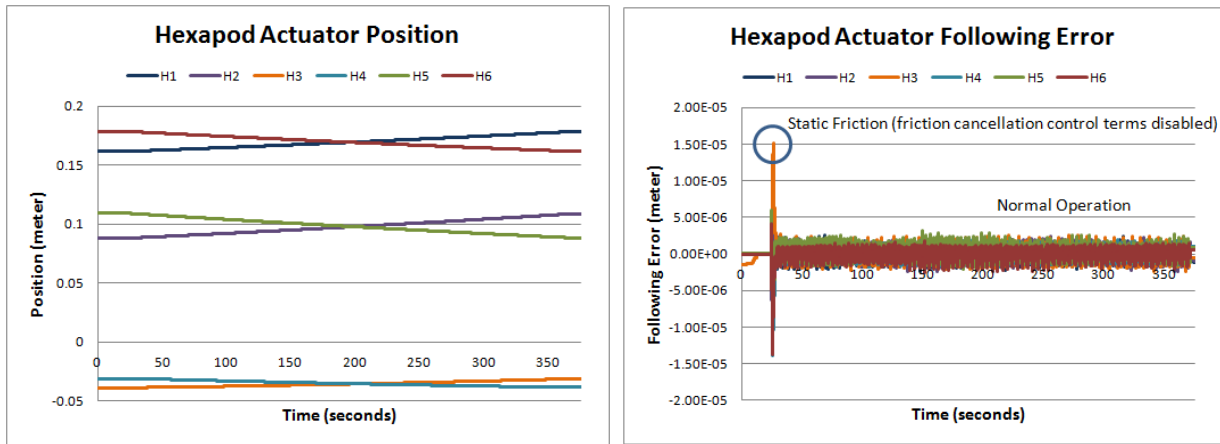 Hexapod Actuator Position
H1 H2 H3 H4 H5 H6
0.2
0.15
0.1
0.05
0
-0.05
0 50 100 150 200 250 300 350
Position (meter)
Time (seconds)
Hexapod Actuator Following Error
H1 H2 H3 H4 H5 H6
2.00E-05
1.50E-05
1.00E-05
5.00E-06
0.00E+00
-5.00E-06
-1.00E-05
-1.50E-05
-2.00E-05
Static Friction (friction cancellation control terms disabled)
Normal Operation
0 50 100 150 200 250 300 350
Following Error (meter)
Time (seconds)